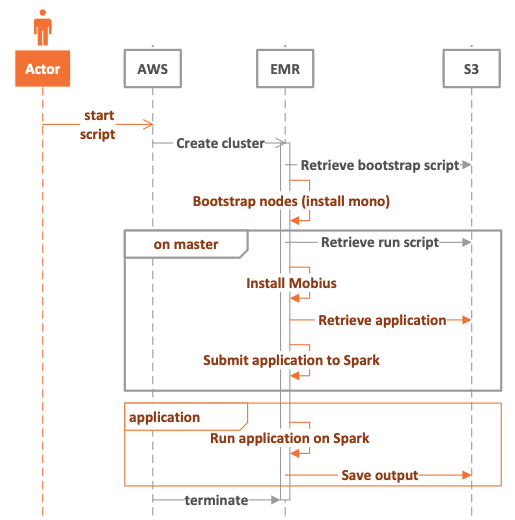 Actor
AWS
EMR
S3
start
script
Create cluster
Retrieve bootstrap script
Bootstrap nodes (install mono)
on master
Retrieve run script
Install Mobius
Retrieve application
Submit application to Spark
application
Run application on Spark
Save output
terminate